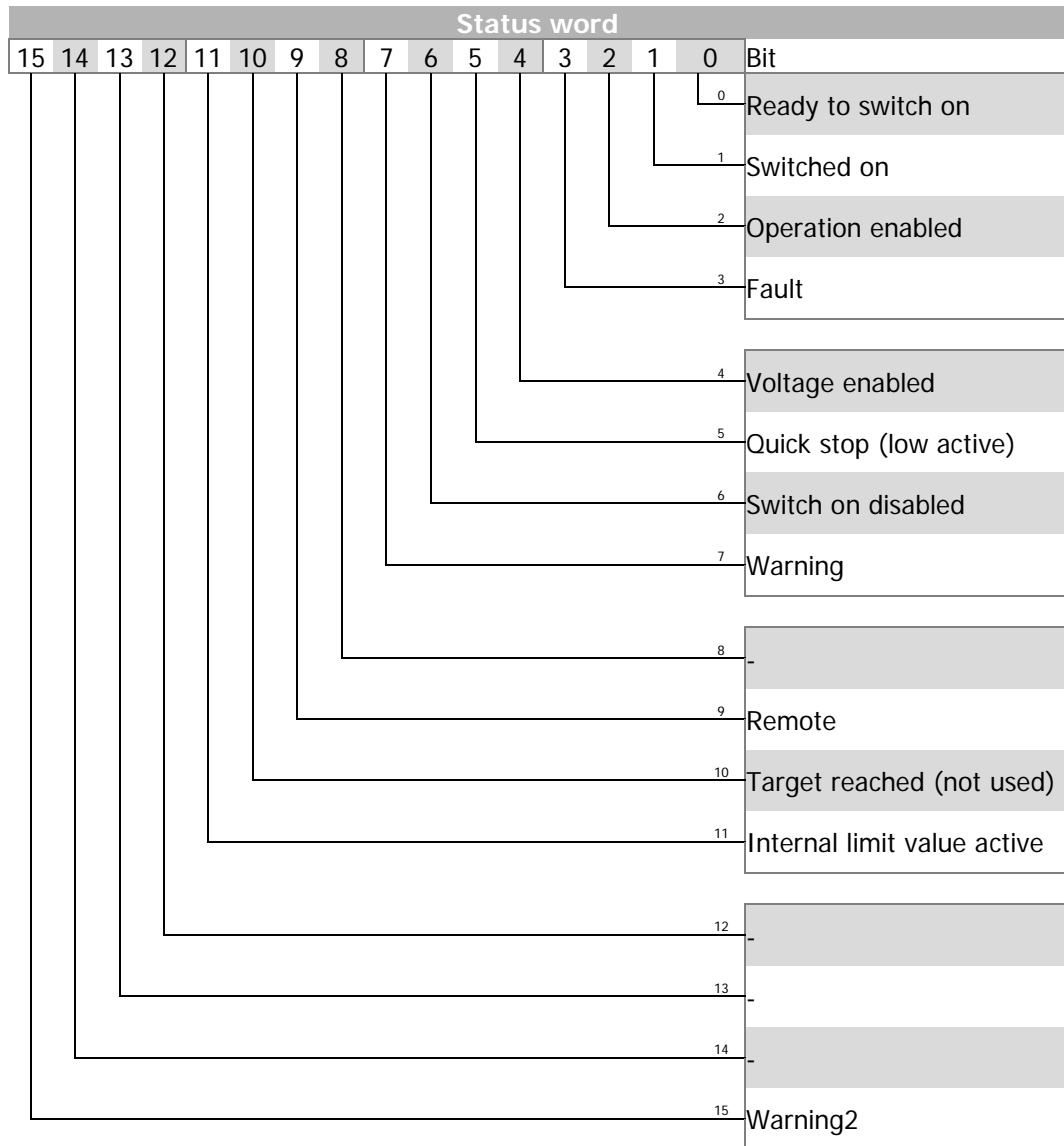 Status word
15 14 13 12 11 10 9 8 7 6 5 4 3 2 1 0 Bit
0 Ready to switch on
1 Switched on
2 Operation enabled
3 Fault
4 Voltage enabled
5 Quick stop (low active)
6 Switch on disabled
7 Warning
8 -
9 Remote
10 Target reached (not used)
11 Internal limit value active
12 -
13 -
14 -
15 Warning2